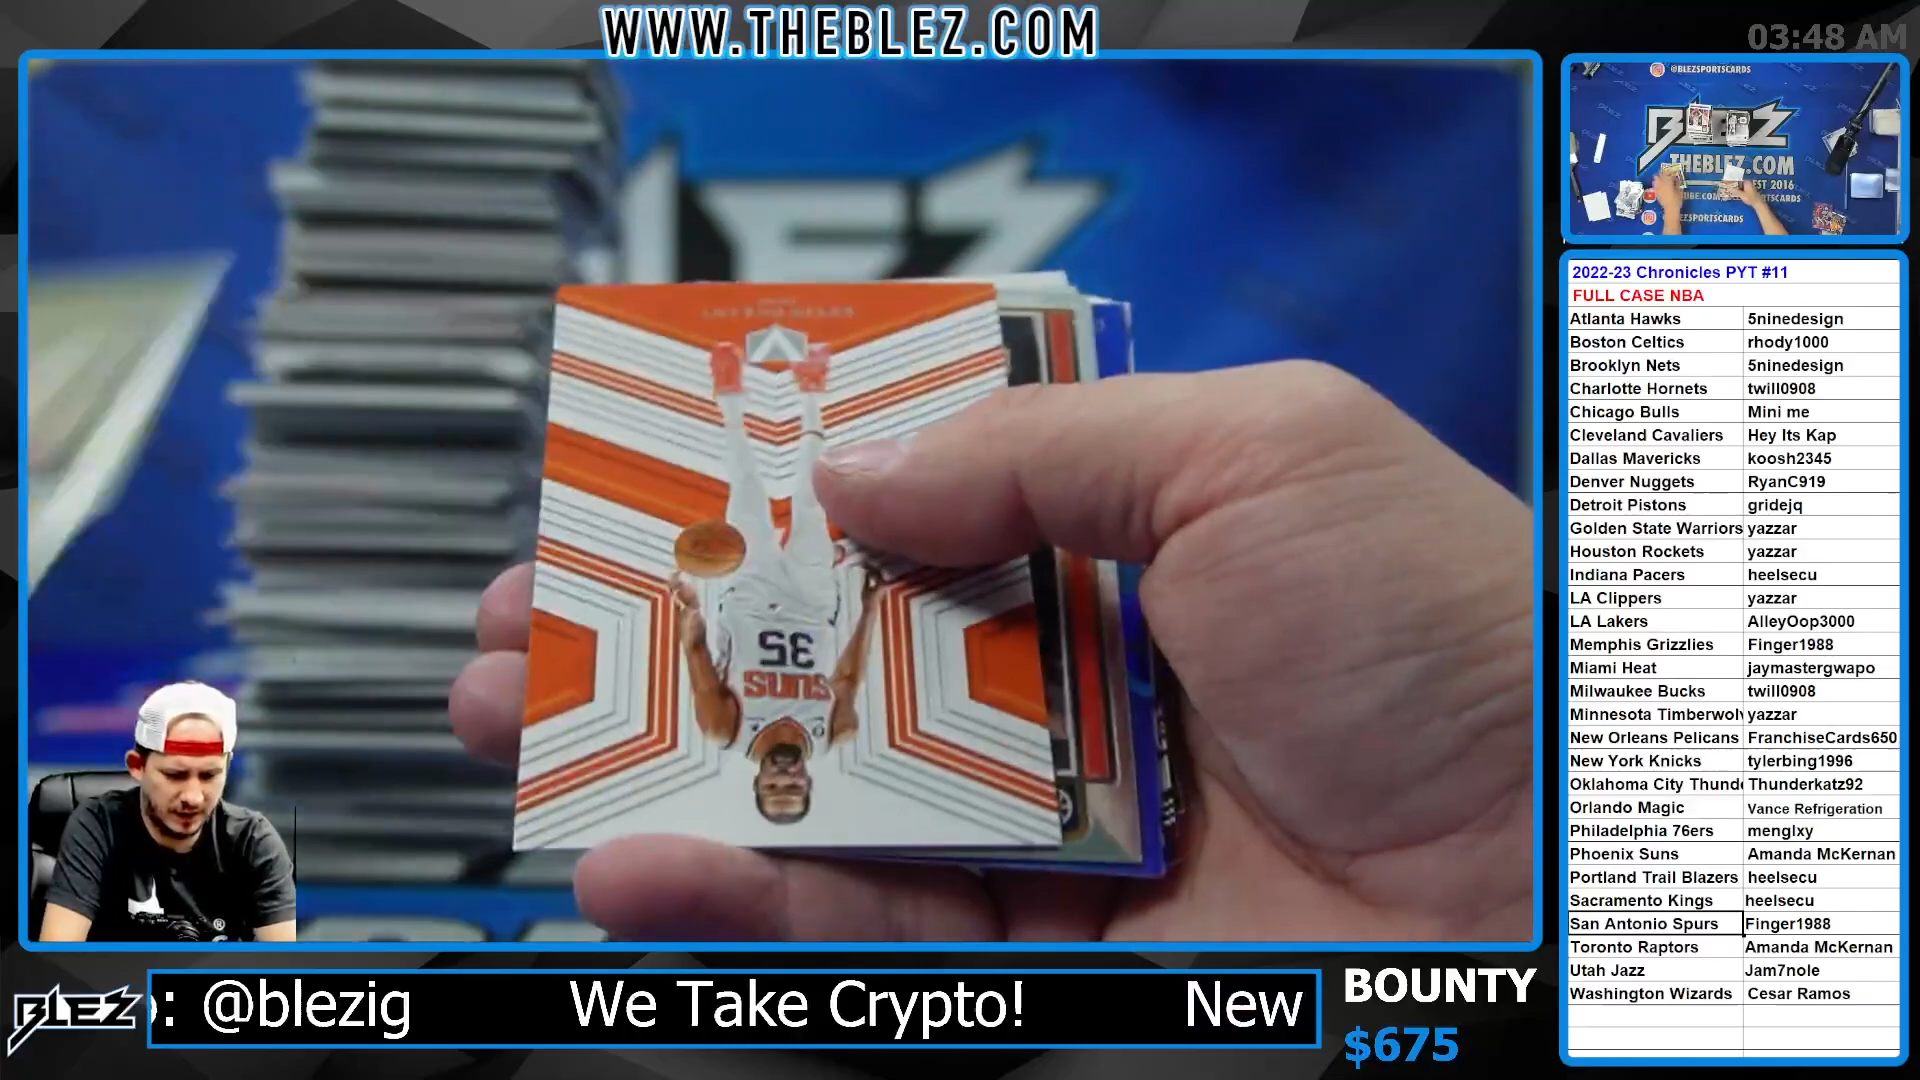 WWW.THEBLEZ.COM
03:48 AM
@BLEZSPORTSCARDS
BLEZ
THEBLEZ.COM
EST 2016
35
SUNS
2022-23 Chronicles PYT #11
FULL CASE NBA
Atlanta Hawks 5ninedesign
Boston Celtics rhody1000
Brooklyn Nets 5ninedesign
Charlotte Hornets twill0908
Chicago Bulls Mini me
Cleveland Cavaliers Hey Its Kap
Dallas Mavericks koosh2345
Denver Nuggets RyanC919
Detroit Pistons gridejq
Golden State Warriors yazzar
Houston Rockets yazzar
Indiana Pacers heelsecu
LA Clippers yazzar
LA Lakers AlleyOop3000
Memphis Grizzlies Finger1988
Miami Heat jaymastergwapo
Milwaukee Bucks twill0908
Minnesota Timberwolv yazzar
New Orleans Pelicans FranchiseCards650
New York Knicks tylerbing1996
Oklahoma City Thunde Thunderkatz92
Orlando Magic Vance Refrigeration
Philadelphia 76ers menglxy
Phoenix Suns Amanda McKernan
Portland Trail Blazers heelsecu
Sacramento Kings heelsecu
San Antonio Spurs Finger1988
Toronto Raptors Amanda McKernan
Utah Jazz Jam7nole
Washington Wizards Cesar Ramos
BLEZ
: @blezig We Take Crypto! New
BOUNTY
$675